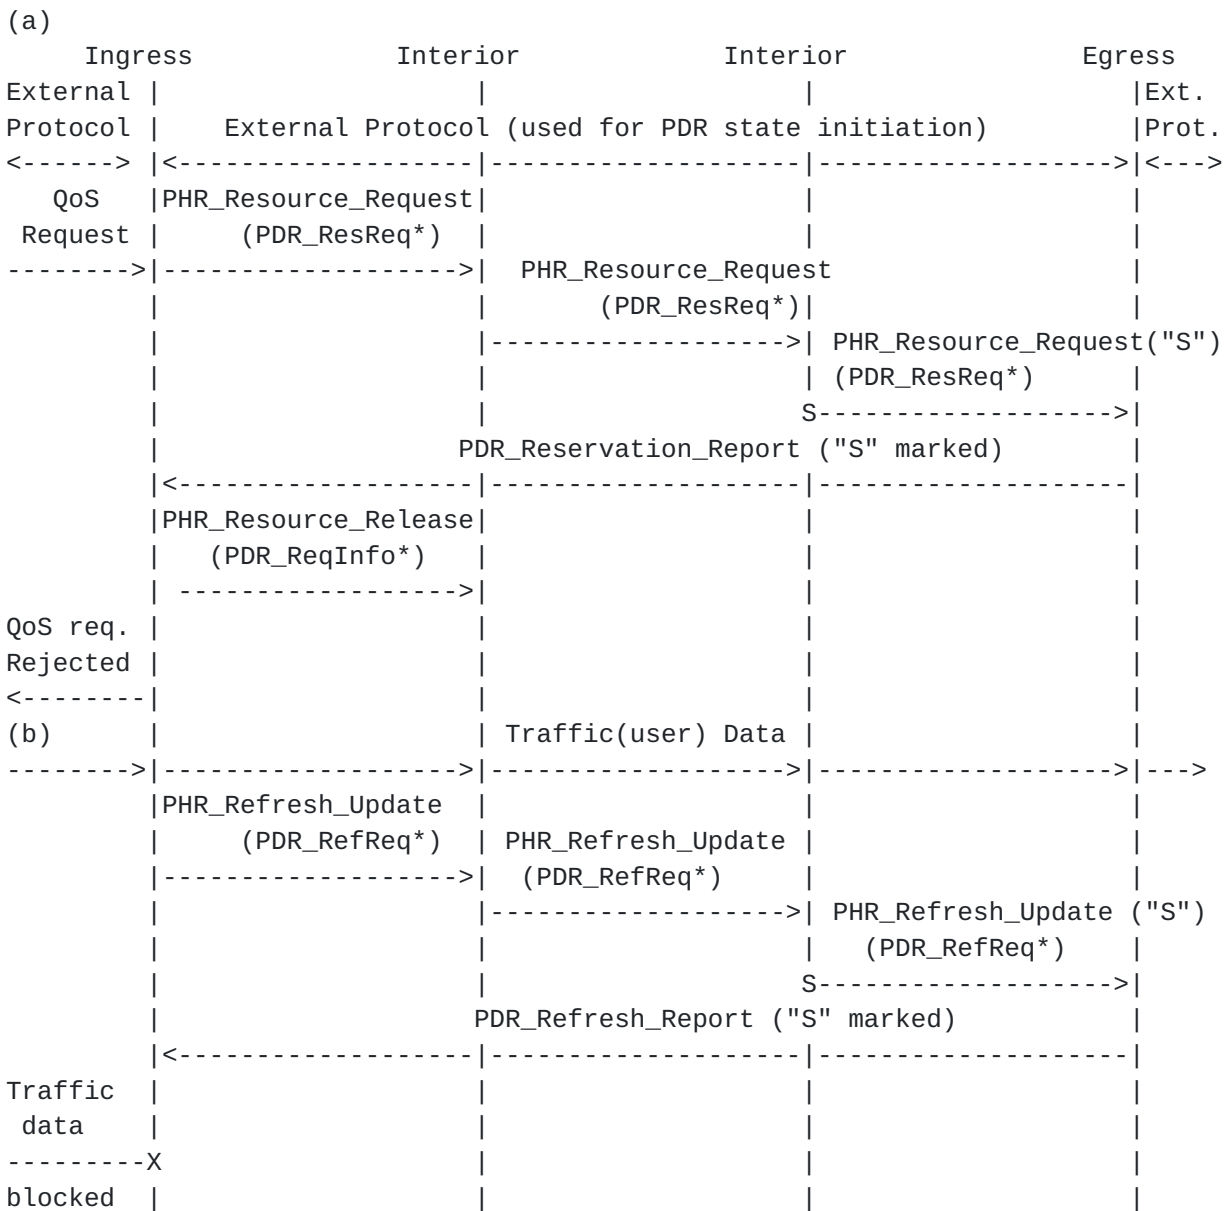 (a)
     Ingress             Interior             Interior               Egress
External |                    |                    |                    |Ext.
Protocol |    External Protocol (used for PDR state initiation)         |Prot.
<------> |<-------------------|--------------------|------------------->|<--->
   QoS   |PHR_Resource_Request|                    |                    |
 Request |     (PDR_ResReq*)  |                    |                    |
-------->|------------------->|  PHR_Resource_Request                   |
         |                    |       (PDR_ResReq*)|                    |
         |                    |------------------->| PHR_Resource_Request("S")
         |                    |                    | (PDR_ResReq*)      |
         |                    |                    S------------------->|
         |                   PDR_Reservation_Report ("S" marked)        |
         |<-------------------|--------------------|--------------------|
         |PHR_Resource_Release|                    |                    |
         |   (PDR_ReqInfo*)   |                    |                    |
         | ------------------>|                    |                    |
QoS req. |                    |                    |                    |
Rejected |                    |                    |                    |
<--------|                    |                    |                    |
(b)      |                    | Traffic(user) Data |                    |
-------->|------------------->|------------------->|------------------->|--->
         |PHR_Refresh_Update  |                    |                    |
         |     (PDR_RefReq*)  | PHR_Refresh_Update |                    |
         |------------------->|  (PDR_RefReq*)     |                    |
         |                    |------------------->| PHR_Refresh_Update ("S")
         |                    |                    |   (PDR_RefReq*)    |
         |                    |                    S------------------->|
         |                    PDR_Refresh_Report ("S" marked)           |
         |<-------------------|--------------------|--------------------|
Traffic  |                    |                    |                    |
 data    |                    |                    |                    |
---------X                    |                    |                    |
blocked  |                    |                    |                    |